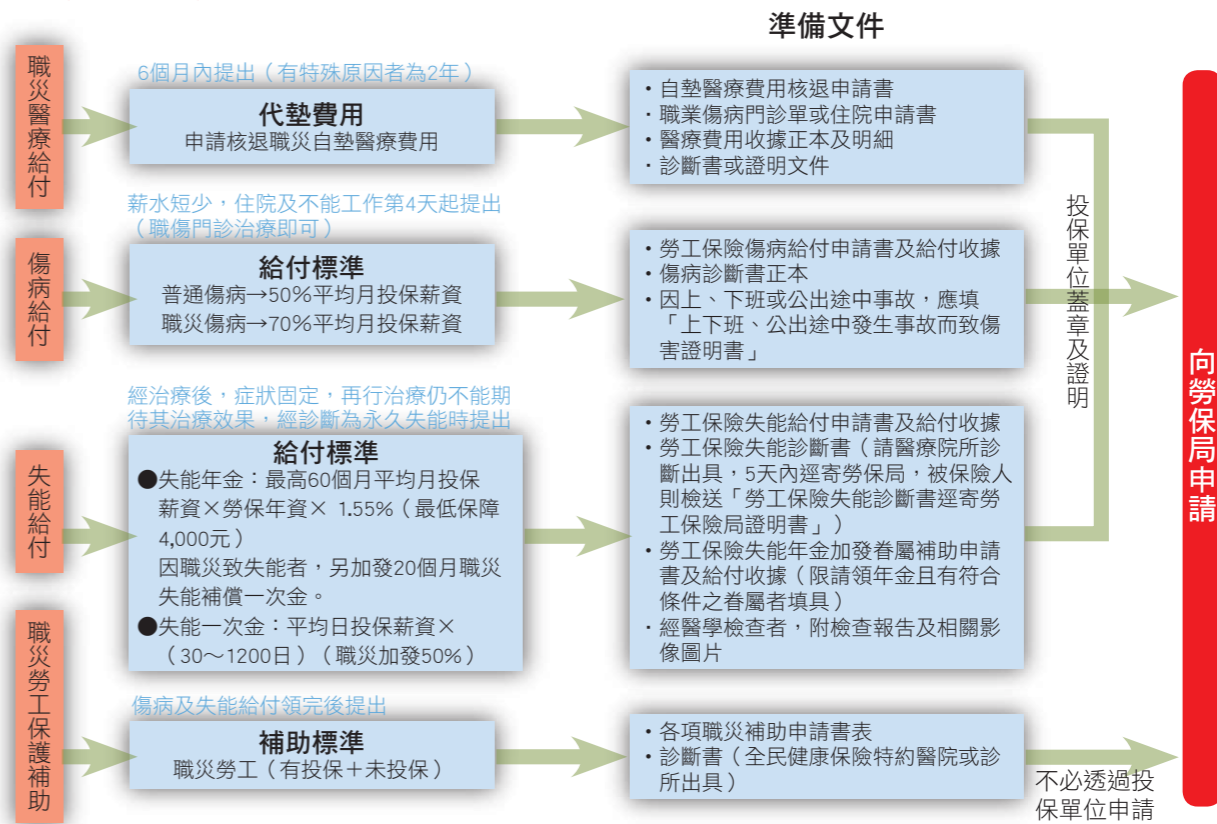 準備文件
職災醫療給付
6個月內提出（有特殊原因者為2年）
代墊費用
申請核退職災自墊醫療費用
・自墊醫療費用核退申請書
・職業傷病門診單或住院申請書
・醫療費用收據正本及明細
・診斷書或證明文件
傷病給付
薪水短少，住院及不能工作第4天起提出
（職傷門診治療即可）
給付標準
普通傷病→50%平均月投保薪資
職災傷病→70%平均月投保薪資
・勞工保險傷病給付申請書及給付收據
・傷病診斷書正本
・因上、下班或公出途中事故，應填
「上下班、公出途中發生事故而致傷
害證明書」
失能給付
經治療後，症狀固定，再行治療仍不能期
待其治療效果，經診斷為永久失能時提出
給付標準
●失能年金：最高60個月平均月投保
薪資×勞保年資× 1.55%（最低保障
4,000元）
因職災致失能者，另加發20個月職災
失能補償一次金。
●失能一次金：平均日投保薪資×
（30～1200日）（職災加發50%）
・勞工保險失能給付申請書及給付收據
・勞工保險失能診斷書（請醫療院所診
斷出具，5天內逕寄勞保局，被保險人
則檢送「勞工保險失能診斷書逕寄勞
工保險局證明書」）
・勞工保險失能年金加發眷屬補助申請
書及給付收據（限請領年金且有符合
條件之眷屬者填具）
・經醫學檢查者，附檢查報告及相關影
像圖片
職災勞工保護補助
傷病及失能給付領完後提出
補助標準
職災勞工（有投保＋未投保）
・各項職災補助申請書表
・診斷書（全民健康保險特約醫院或診
所出具）
投保單位蓋章及證明
不必透過投
保單位申請
向勞保局申請